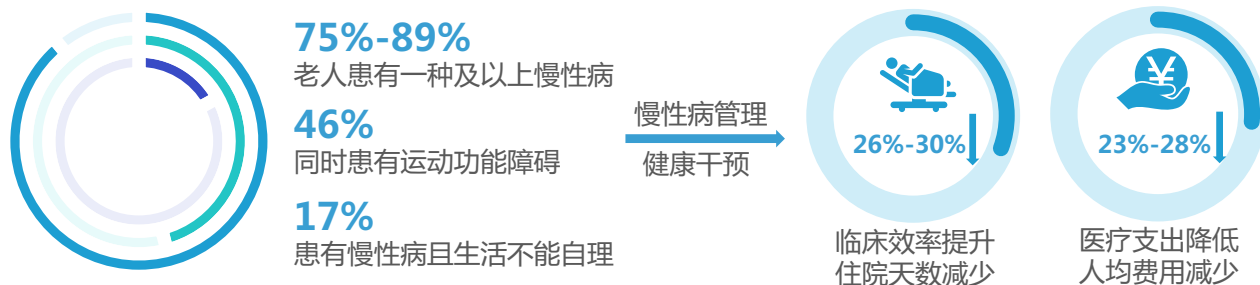 75%-89%
老人患有一种及以上慢性病
46%
同时患有运动功能障碍
17%
患有慢性病且生活不能自理
慢性病管理
健康干预
26%-30%
临床效率提升
住院天数减少
¥
23%-28%
医疗支出降低
人均费用减少